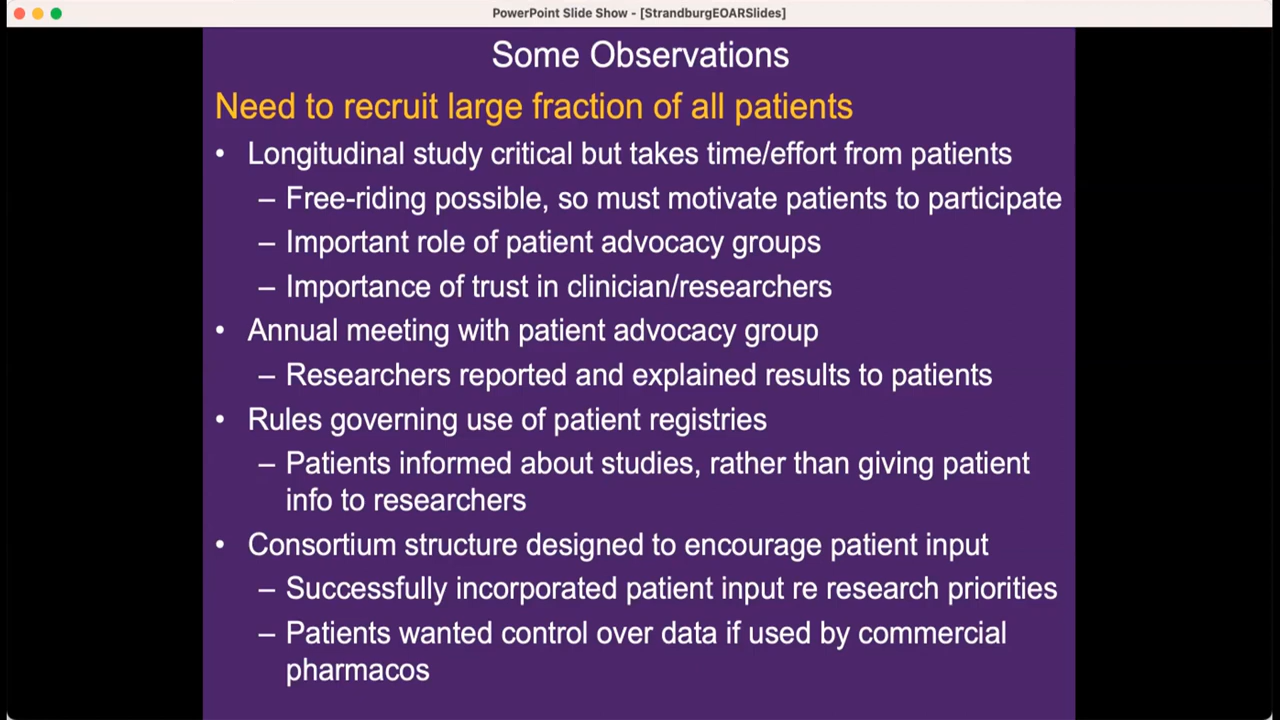 PowerPoint Slide Show - [StrandburgEOARSlides]
Some Observations
Need to recruit large fraction of all patients
• Longitudinal study critical but takes time/effort from patients
– Free-riding possible, so must motivate patients to participate
– Important role of patient advocacy groups
– Importance of trust in clinician/researchers
• Annual meeting with patient advocacy group
– Researchers reported and explained results to patients
• Rules governing use of patient registries
– Patients informed about studies, rather than giving patient
info to researchers
• Consortium structure designed to encourage patient input
– Successfully incorporated patient input re research priorities
– Patients wanted control over data if used by commercial
pharmacos